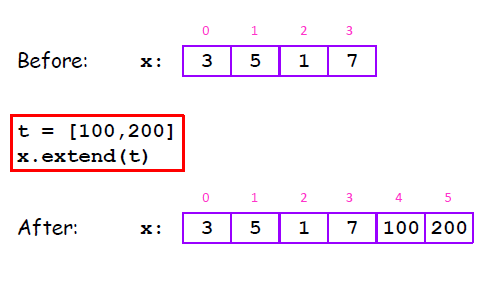 0 1 2 3
Before: x: 3 5 1 7
t = [100,200]
x.extend(t)
0 1 2 3 4 5
After: x: 3 5 1 7 100 200